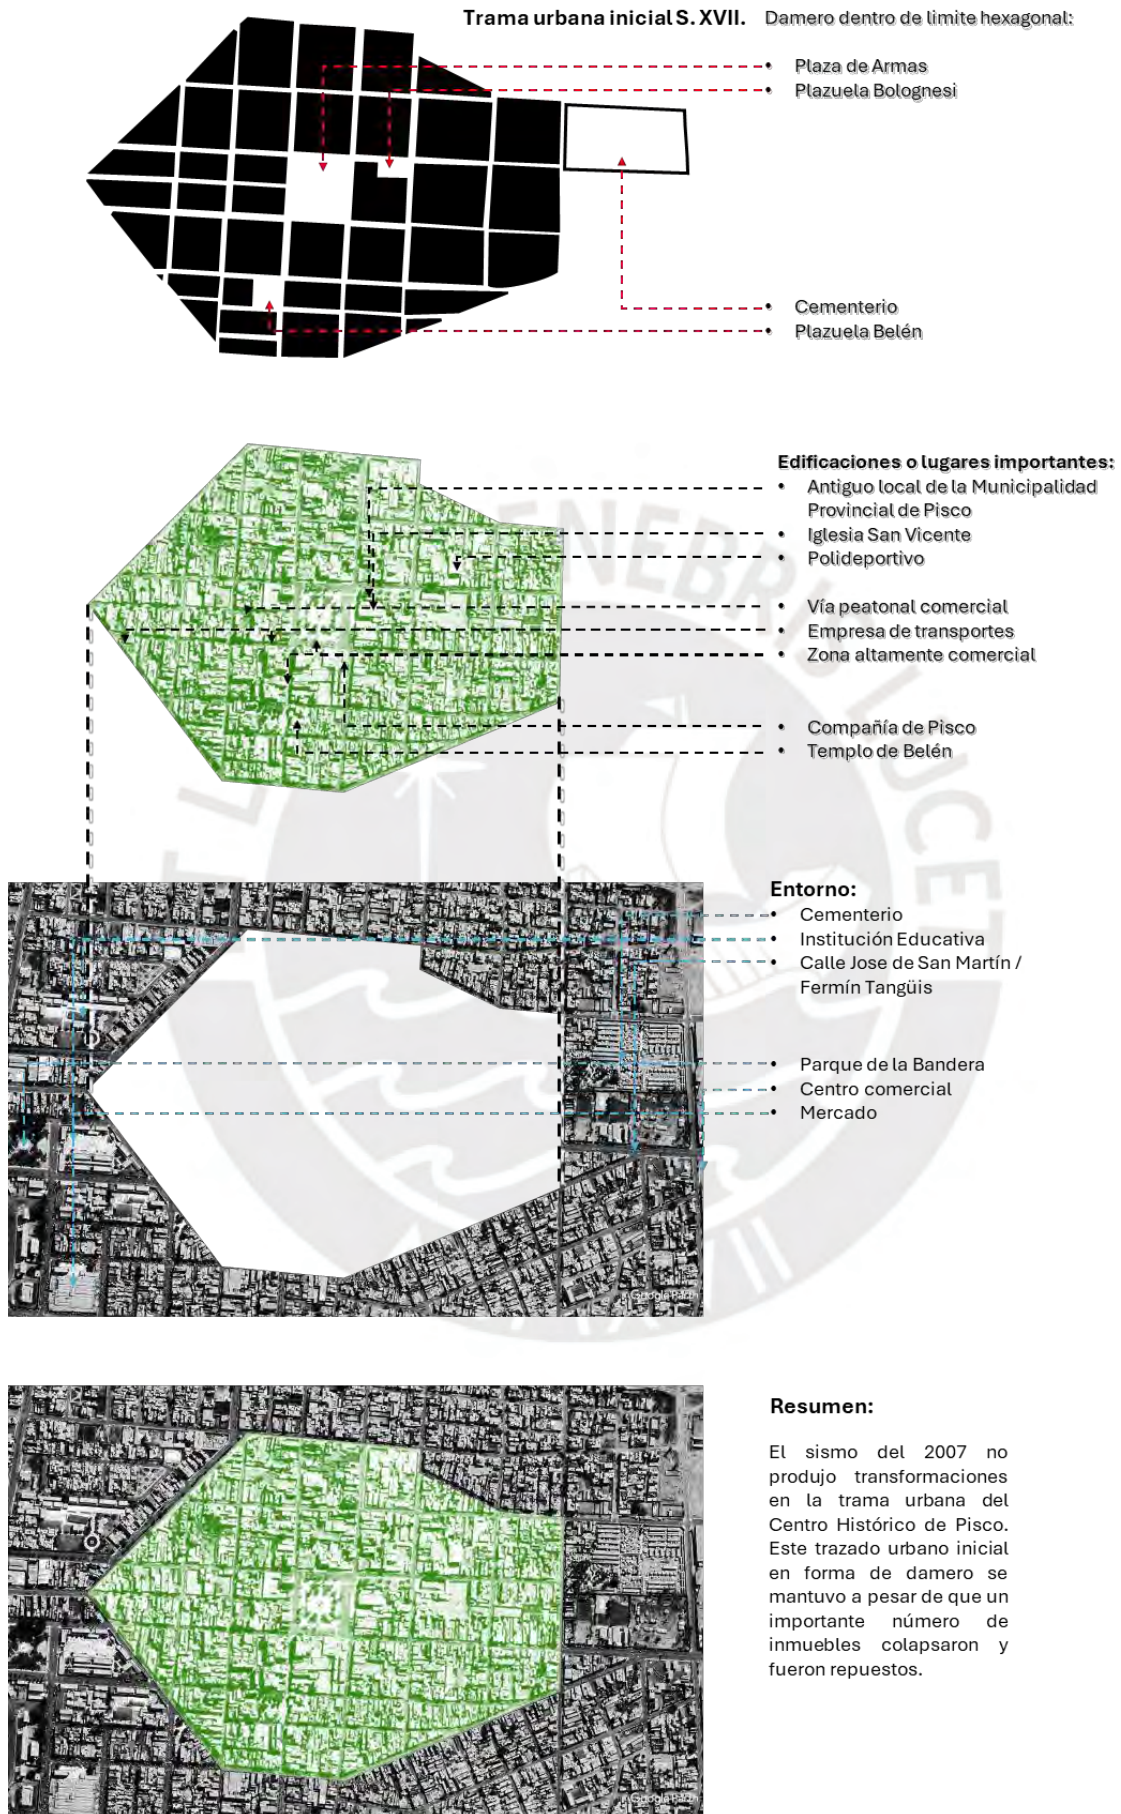 Trama urbana inicial S. XVII. Damero dentro de limite hexagonal:
• Plaza de Armas
• Plazuela Bolognesi
• Cementerio
• Plazuela Belén
Edificaciones o lugares importantes:
• Antiguo local de la Municipalidad
Provincial de Pisco
• Iglesia San Vicente
• Polideportivo
• Vía peatonal comercial
• Empresa de transportes
• Zona altamente comercial
• Compañía de Pisco
• Templo de Belén
Entorno:
• Cementerio
• Institución Educativa
• Calle Jose de San Martín /
Fermín Tangüis
• Parque de la Bandera
• Centro comercial
• Mercado
Google Earth
Resumen:
El sismo del 2007 no
produjo transformaciones
en la trama urbana del
Centro Histórico de Pisco.
Este trazado urbano inicial
en forma de damero se
mantuvo a pesar de que un
importante número de
inmuebles colapsaron y
fueron repuestos.
Google Earth